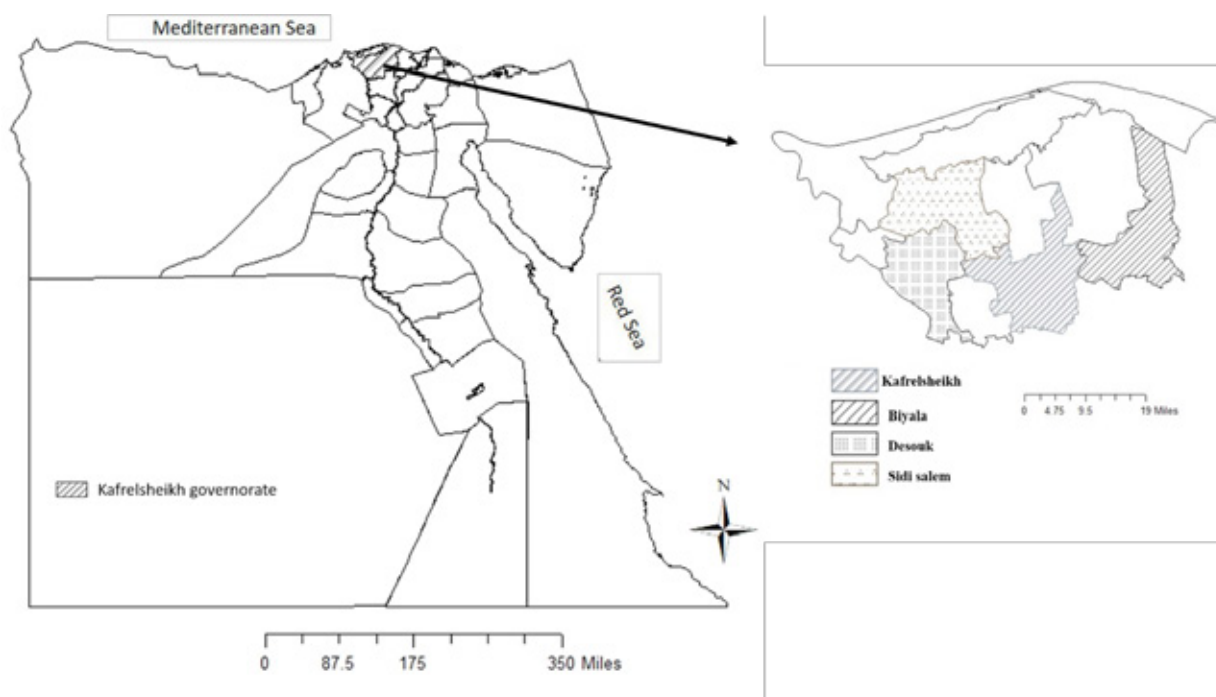 Mediterranean Sea
Red Sea
Kafrelsheikh governorate
N
0 87.5 175 350 Miles
Kafrelsheikh
Biyala
Desouk
Sidi salem
0 4.75 9.5 19 Miles